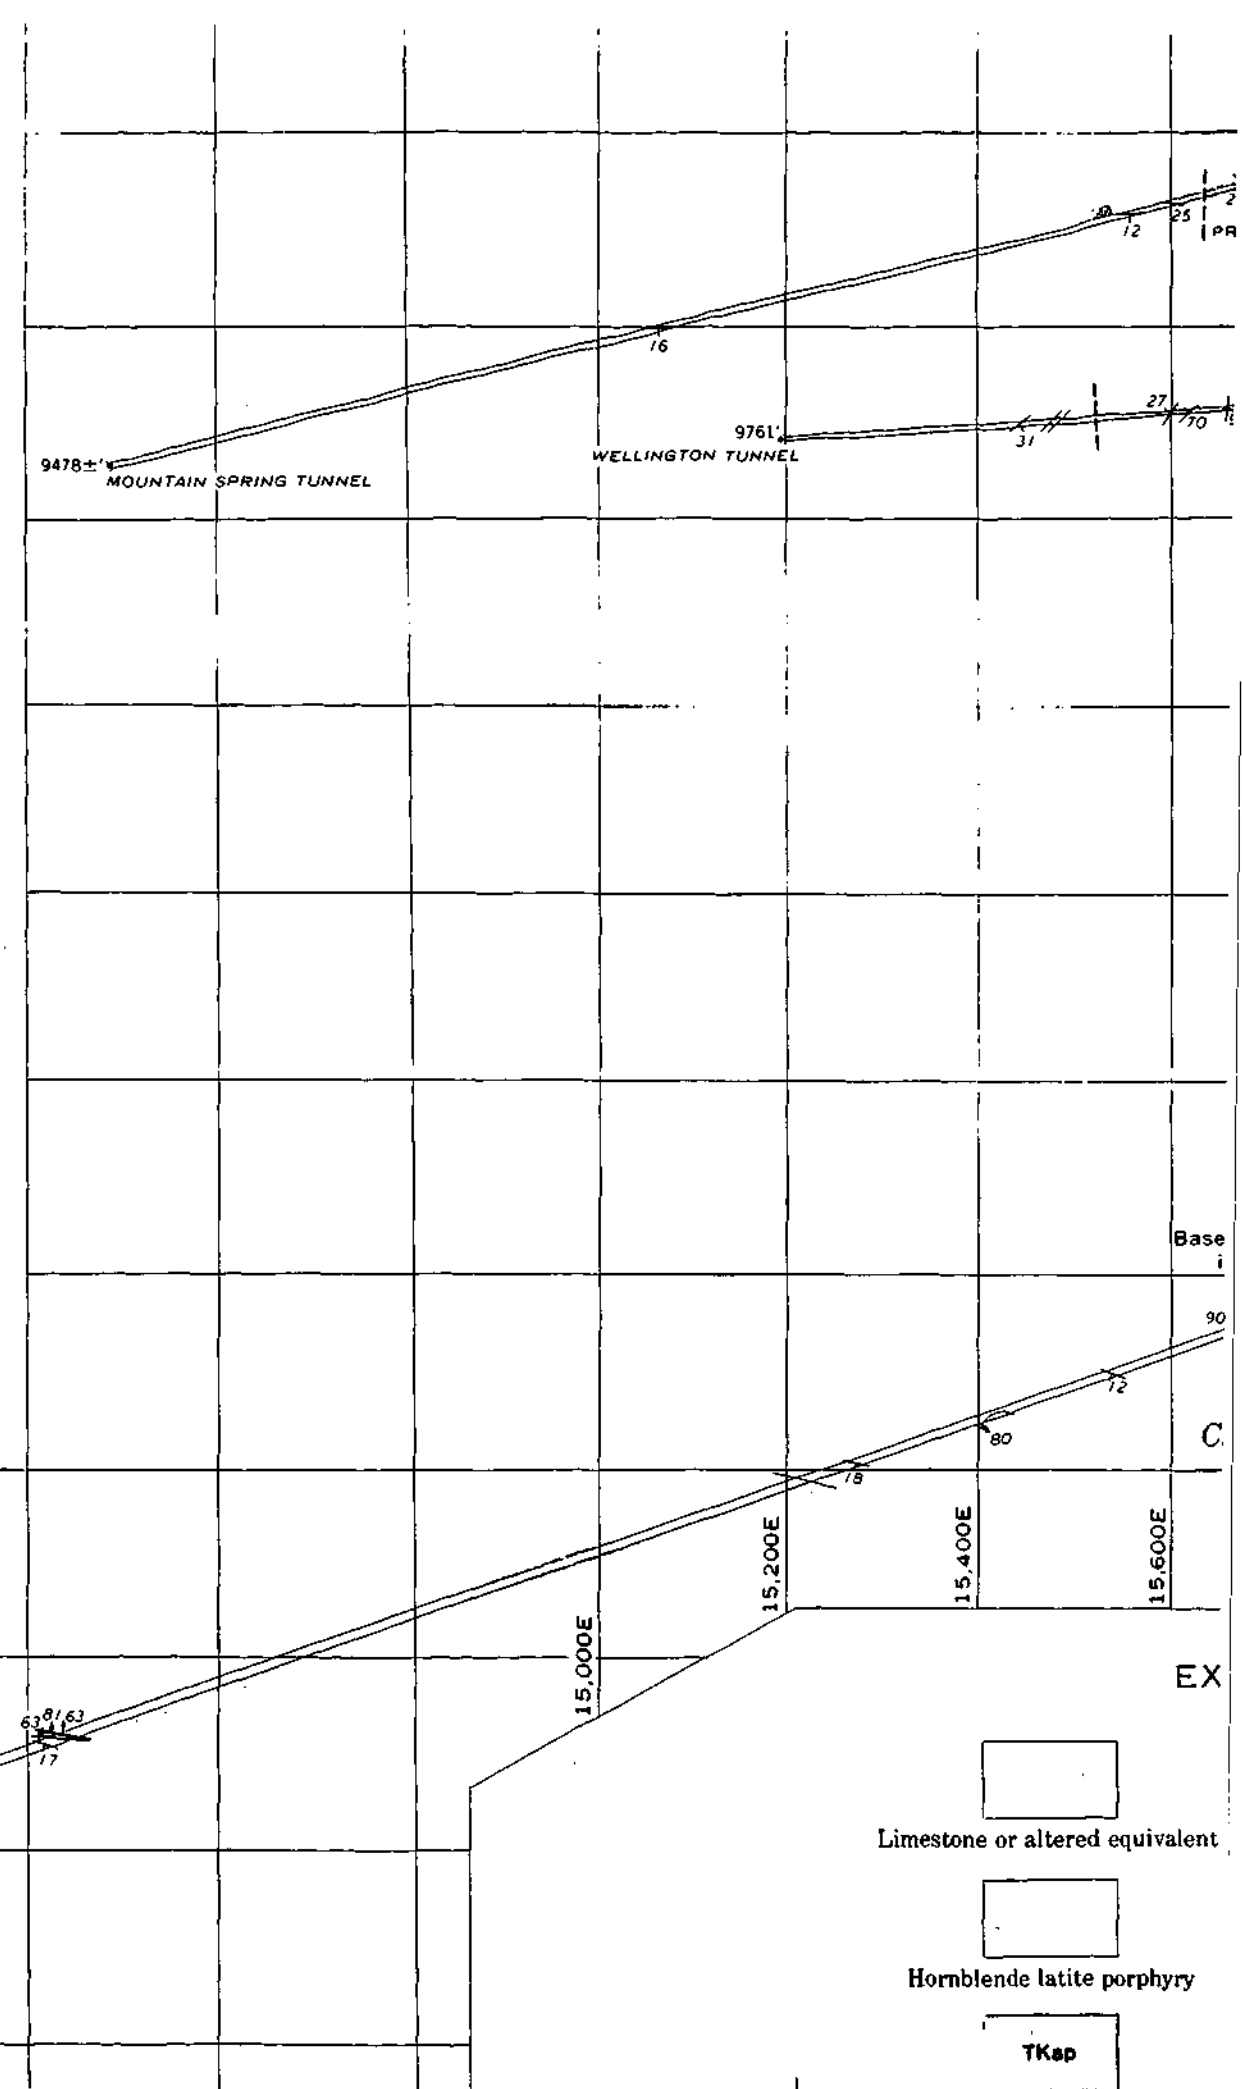 12
25
16
27
70
31
9761'
WELLINGTON TUNNEL
9478±'
MOUNTAIN SPRING TUNNEL
Base
90
12
80
C
18
15,200E
15,400E
15,600E
15,000E
EX
63 81 63
17
Limestone or altered equivalent
Hornblende latite porphyry
TKap